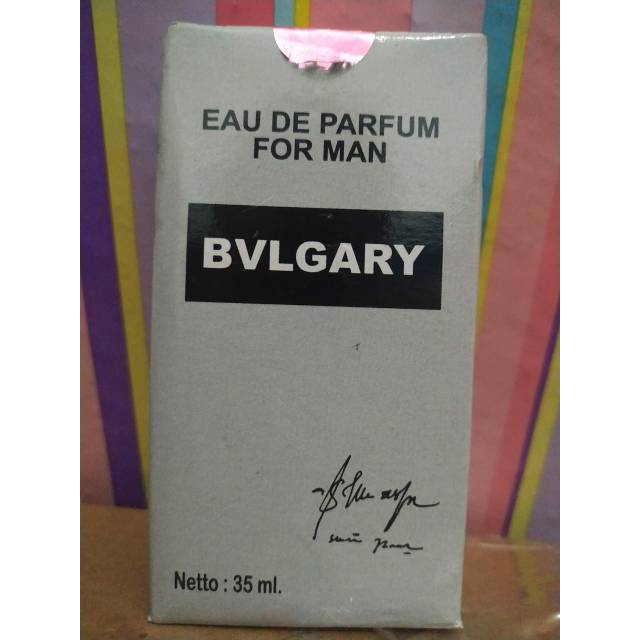 EAU DE PARFUM
FOR MAN
BVLGARY
Netto : 35 ml.